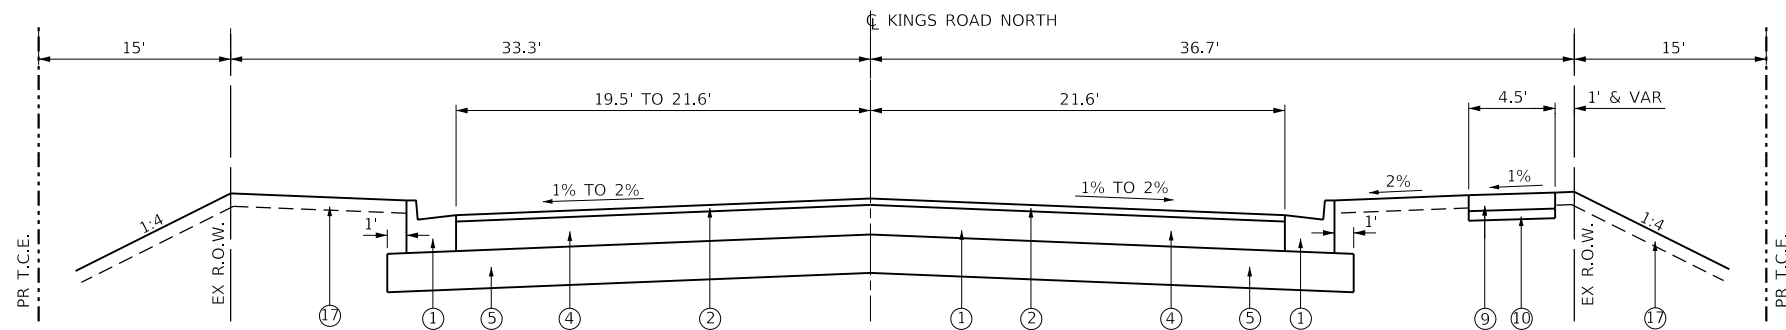 ℄ KINGS ROAD NORTH
15'
33.3'
36.7'
15'
19.5' TO 21.6'
21.6'
4.5'
1' & VAR
1:4
1% TO 2%
1% TO 2%
2%
1%
1:4
1'
1'
PR T.C.E.
EX R.O.W.
EX R.O.W.
PR T.C.E.
17
1
5
4
2
1
2
4
5
1
9
10
17